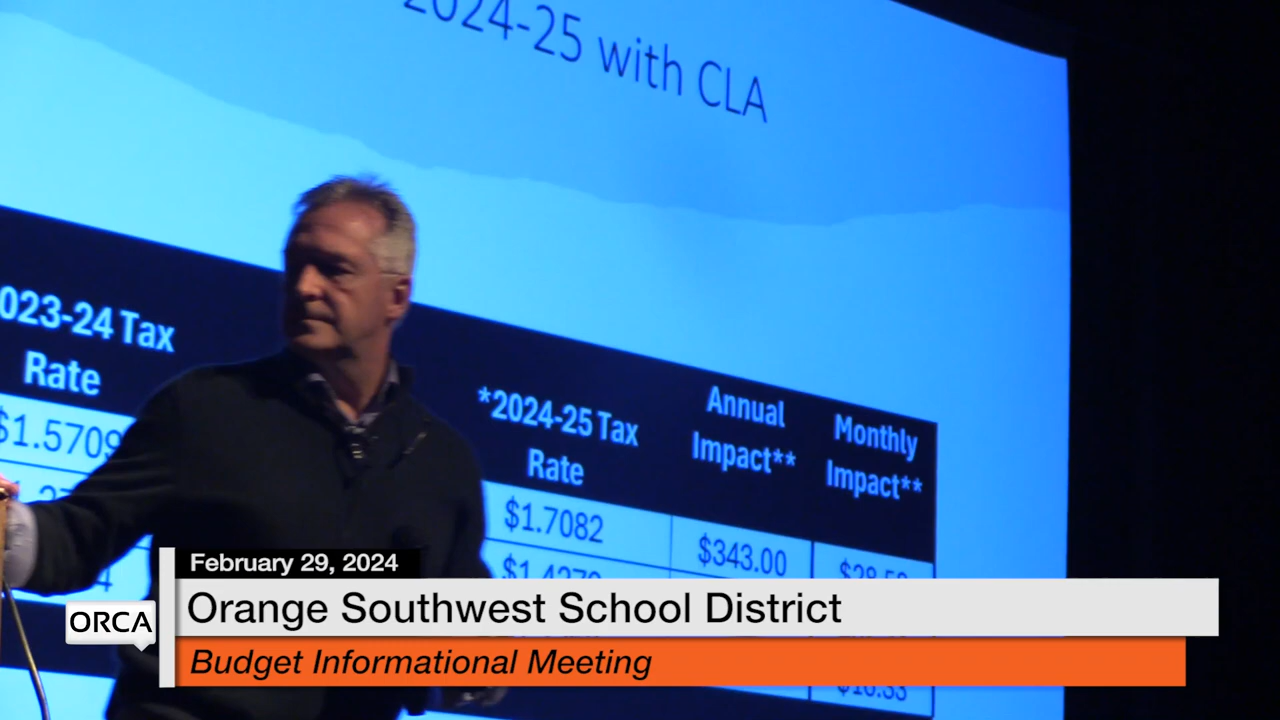 2024-25 with CLA
023-24 Tax
Rate
*2024-25 Tax
Rate
Annual
Impact**
Monthly
Impact**
$1.5709
$1.7082
$343.00
February 29, 2024
ORCA
Orange Southwest School District
Budget Informational Meeting